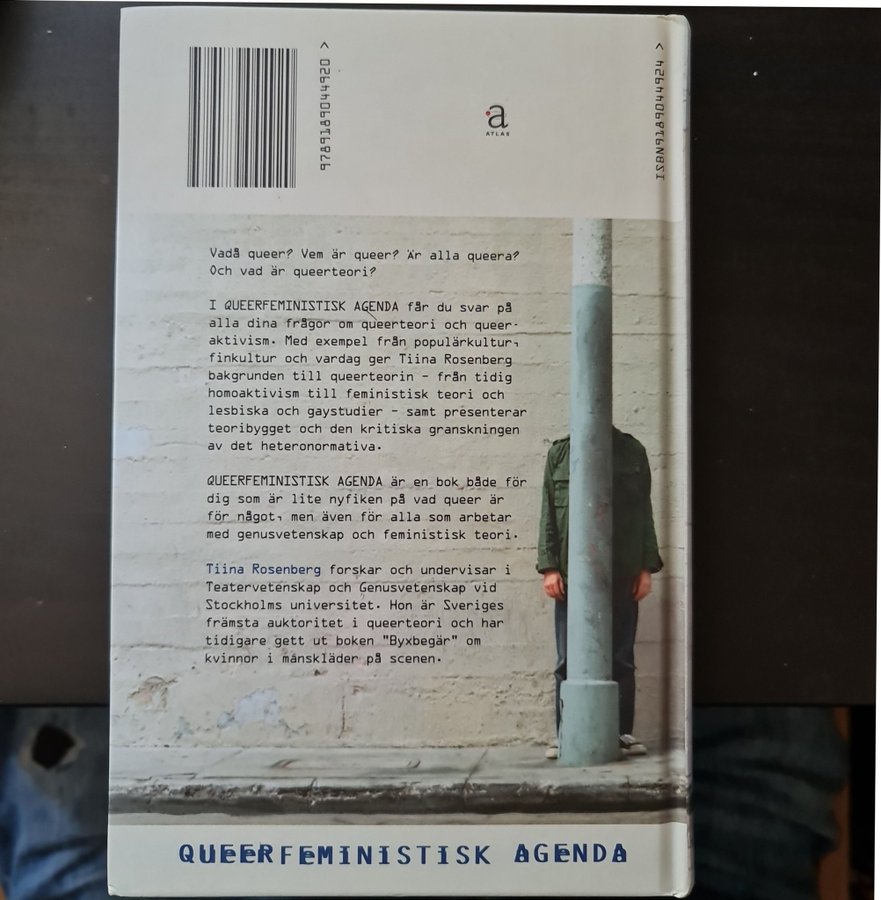 9789189044920 >
a
ATLAS
ISBN9189044924 >
Vadå queer? Vem är queer? Är alla queera?
Och vad är queerteori?
I QUEERFEMINISTISK AGENDA får du svar på
alla dina frågor om queerteori och queer-
aktivism. Med exempel från populärkultur,
finkultur och vardag ger Tiina Rosenberg
bakgrunden till queerteorin - från tidig
homoaktivism till feministisk teori och
lesbiska och gaystudier - samt presenterar
teoribygget och den kritiska granskningen
av det heteronormativa.
QUEERFEMINISTISK AGENDA är en bok både för
dig som är lite nyfiken på vad queer är
för något, men även för alla som arbetar
med genusvetenskap och feministisk teori.
Tiina Rosenberg forskar och undervisar i
Teatervetenskap och Genusvetenskap vid
Stockholms universitet. Hon är Sveriges
främsta auktoritet i queerteori och har
tidigare gett ut boken "Byxbegär" om
kvinnor i manskläder på scenen.
QUEERFEMINISTISK AGENDA